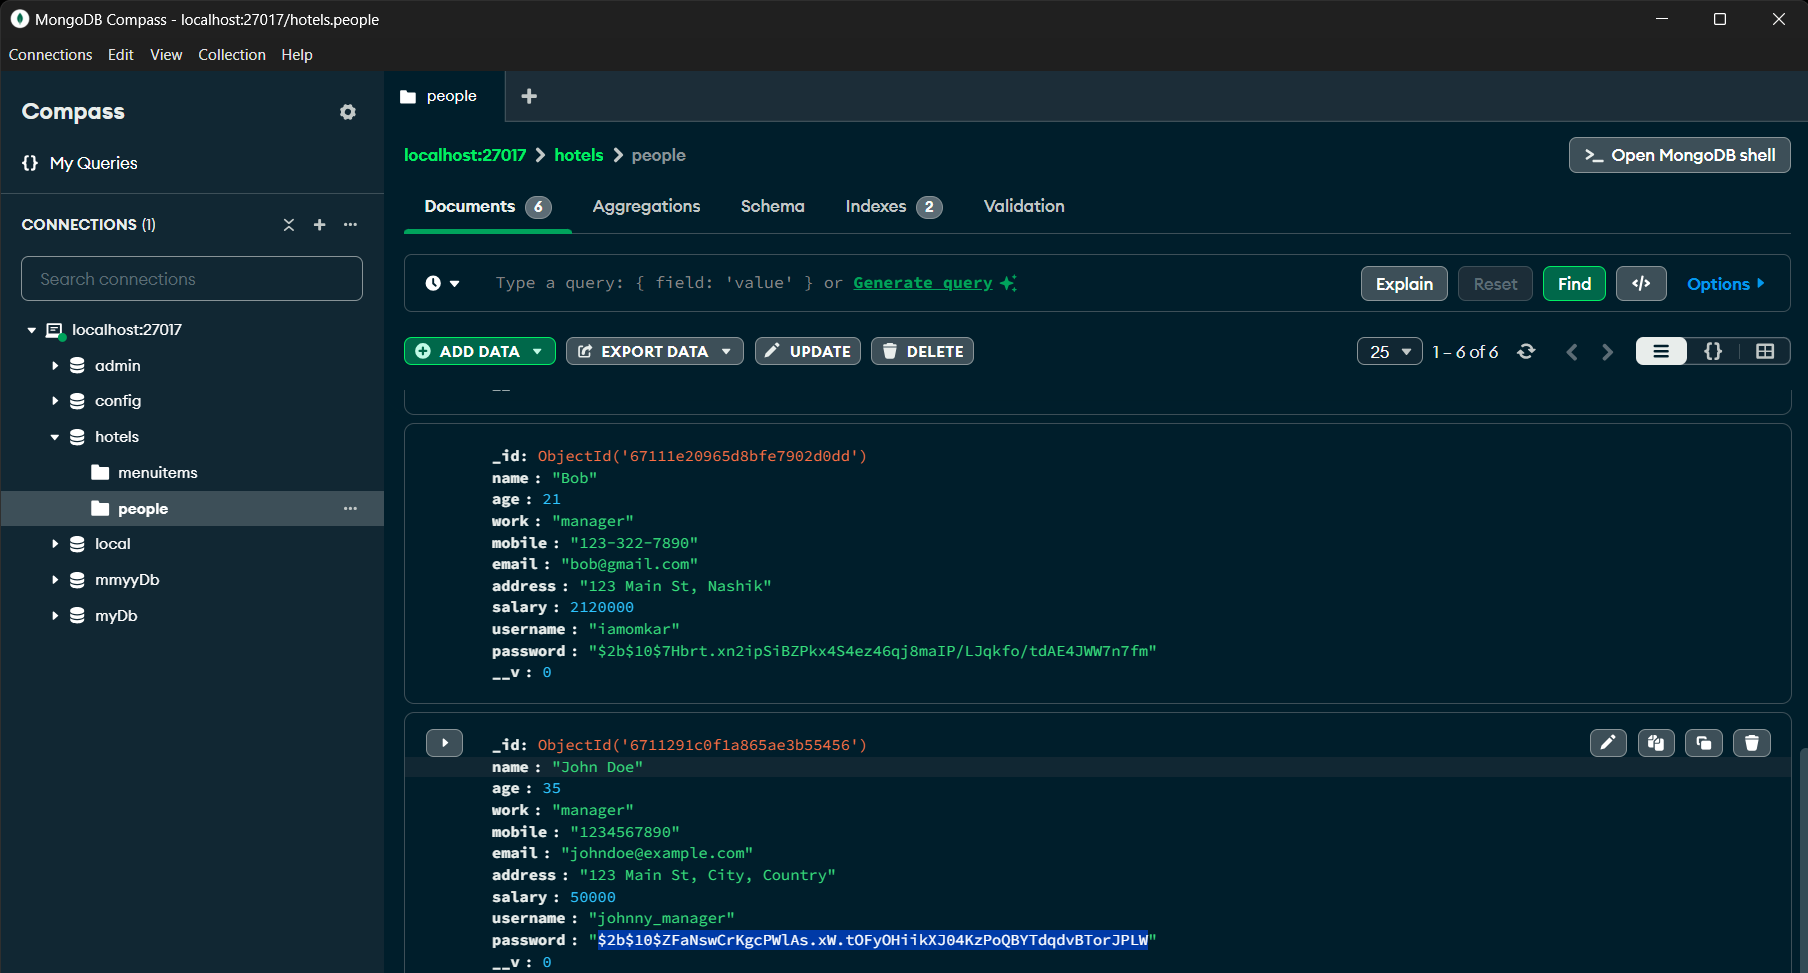 MongoDB Compass - localhost:27017/hotels.people
Connections Edit View Collection Help
Compass
{} My Queries
CONNECTIONS (1)
Search connections
localhost:27017
admin
config
hotels
menuitems
people
local
mmyyDb
myDb
people
localhost:27017 > hotels > people
>_ Open MongoDB shell
Documents 6 Aggregations Schema Indexes 2 Validation
Type a query: { field: 'value' } or Generate query
Explain Reset Find </> Options
ADD DATA EXPORT DATA UPDATE DELETE
25 1 – 6 of 6 {}
_id: ObjectId('67111e20965d8bfe7902d0dd')
name : "Bob"
age : 21
work : "manager"
mobile : "123-322-7890"
email : "bob@gmail.com"
address : "123 Main St, Nashik"
salary : 2120000
username : "iamomkar"
password : "$2b$10$7Hbrt.xn2ipSiBZPkx4S4ez46qj8maIP/LJqkfo/tdAE4JWW7n7fm"
__v : 0
_id: ObjectId('6711291c0f1a865ae3b55456')
name : "John Doe"
age : 35
work : "manager"
mobile : "1234567890"
email : "johndoe@example.com"
address : "123 Main St, City, Country"
salary : 50000
username : "johnny_manager"
password : "$2b$10$ZFaNswCrKgcPWlAs.xW.tOFyOHiikXJ04KzPoQBYTdqdvBTorJPLW"
__v : 0